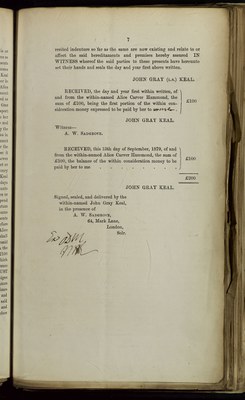 7
recited indenture so far as the same are now existing and relate to or
affect the said hereditaments and premises hereby assured IN
WITNESS whereof the said parties to these presents have hereunto
set their hands and seals the day and year first above written.
JOHN GRAY (L.S.) KEAL.
RECEIVED, the day and year first within written, of
and from the within-named Alice Carver Hammond, the
sum of £100, being the first portion of the within con-
sideration money expressed to be paid by her to
£100
JOHN GRAY KEAL.
Witness—
A. W.
RECEIVED, this 18th day of September, 1879, of and
from the within-named Alice Carver Hammond, the sum of
£100, the balance of the within consideration money to be
paid by her to me
£100
£200
JOHN GRAY KEAL.
Signed, sealed, and delivered by the
within-named John Gray Keal,
in the presence of
A. W.
Mark Lane,
London,
Solr.